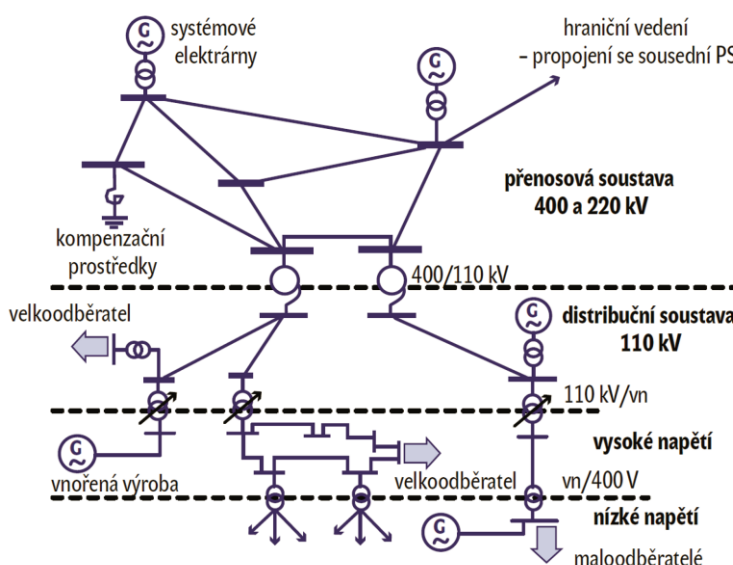 G
systémové
elektrárny
hraniční vedení
– propojení se sousední PS
G
přenosová soustava
400 a 220 kV
kompenzační
prostředky
400/110 kV
velkoodběratel
G
distribuční soustava
110 kV
110 kV/vn
G
vnořená výroba
velkoodběratel
vysoké napětí
vn/400 V
nízké napětí
G
maloodběratelé